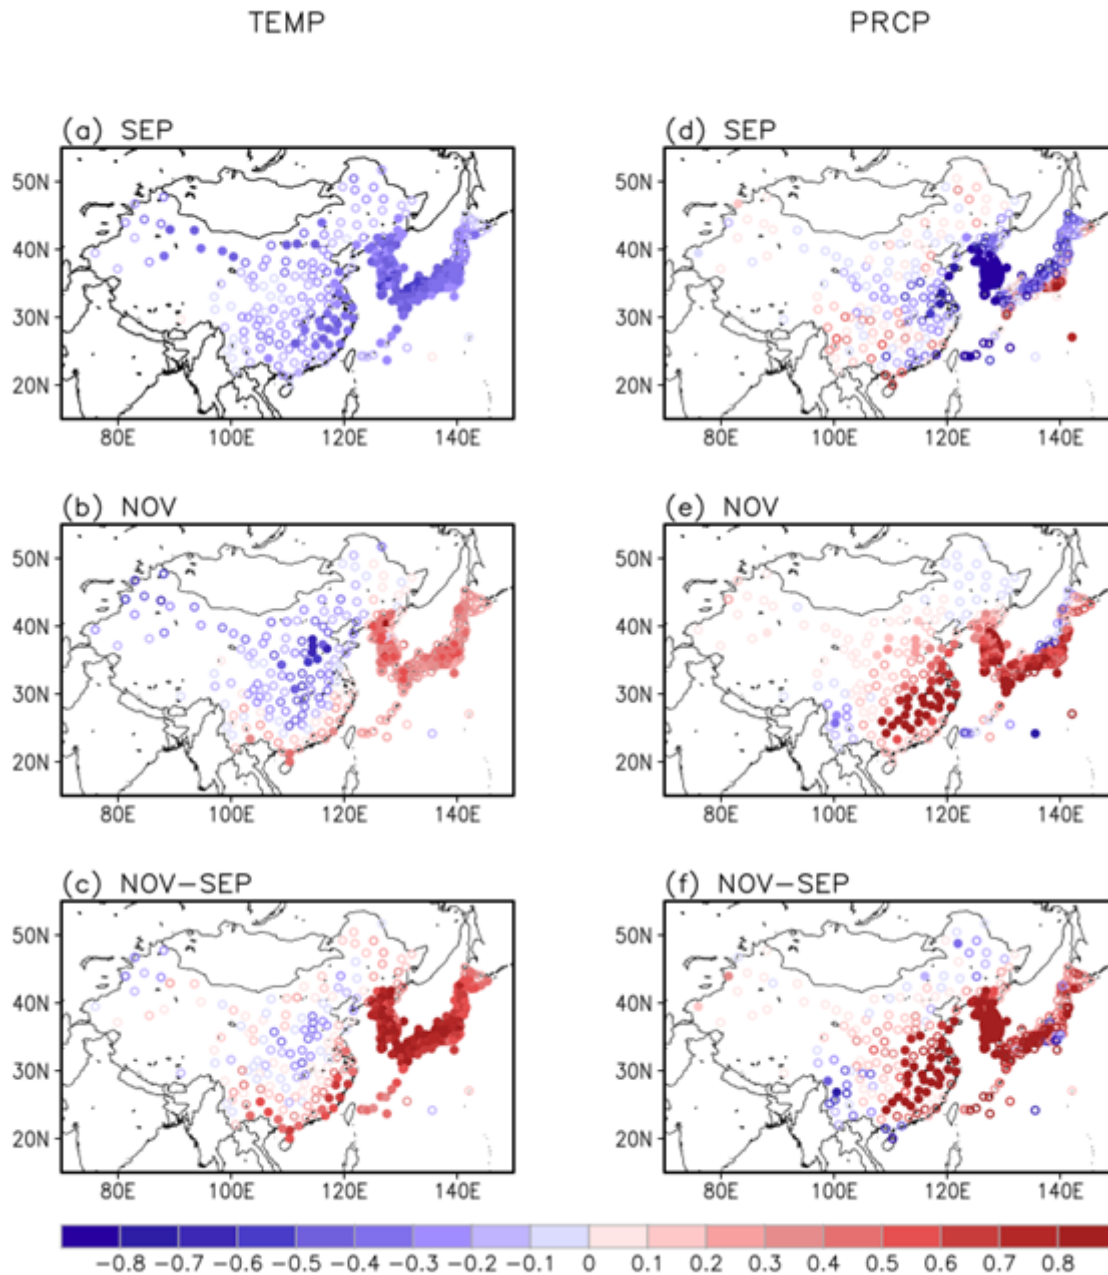 TEMP PRCP
(a) SEP (d) SEP
50N 50N
40N 40N
30N 30N
20N 20N
80E 100E 120E 140E 80E 100E 120E 140E
(b) NOV (e) NOV
50N 50N
40N 40N
30N 30N
20N 20N
80E 100E 120E 140E 80E 100E 120E 140E
(c) NOV-SEP (f) NOV-SEP
50N 50N
40N 40N
30N 30N
20N 20N
80E 100E 120E 140E 80E 100E 120E 140E
-0.8 -0.7 -0.6 -0.5 -0.4 -0.3 -0.2 -0.1 0 0.1 0.2 0.3 0.4 0.5 0.6 0.7 0.8